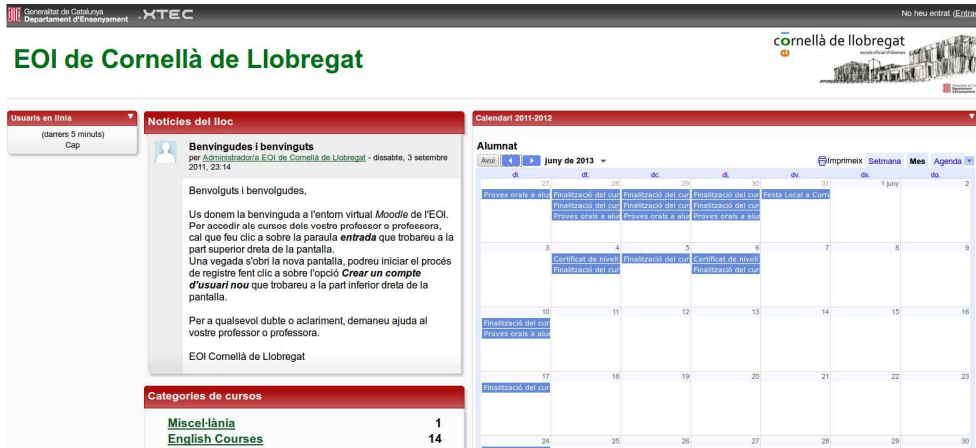 Generalitat de Catalunya
Departament d'Ensenyament
.XTEC
No heu entrat (Entra
EOI de Cornellà de Llobregat
cornellà de llobregat
escola oficial d'idiomes
Usuaris en línia
(darrers 5 minuts)
Cap
Notícies del lloc
Benvingudes i benvinguts
per Administrador/a EOI de Cornellà de Llobregat - dissabte, 3 setembre
2011, 23:14
Benvolguts i benvolgudes,
Us donem la benvinguda a l'entorn virtual Moodle de l'EOI.
Per accedir als cursos dels vostre professor o professora,
cal que feu clic a sobre la paraula entrada que trobareu a la
part superior dreta de la pantalla.
Una vegada s'obri la nova pantalla, podreu iniciar el procés
de registre fent clic a sobre l'opció Crear un compte
d'usuari nou que trobareu a la part inferior dreta de la
pantalla.
Per a qualsevol dubte o aclariment, demaneu ajuda al
vostre professor o professora.
EOI Cornellà de Llobregat
Categories de cursos
Miscel·lània 1
English Courses 14
Calendari 2011-2012
Alumnat
Avui juny de 2013 Imprimeix Setmana Mes Agenda
dl. dt. dc. dj. dv. ds. dg.
27 28 29 30 31 1 juny 2
Proves orals a alu Finalització del cur Finalització del cur Finalització del cur Festa Local a Corn
Finalització del cur Finalització del cur Finalització del cur
Proves orals a alu Proves orals a alu Proves orals a alu
3 4 5 6 7 8 9
Certificat de nivell Finalització del cur Certificat de nivell
Finalització del cur Finalització del cur
10 11 12 13 14 15 16
Finalització del cur
Proves orals a alu
17 18 19 20 21 22 23
Finalització del cur
24 25 26 27 28 29 30